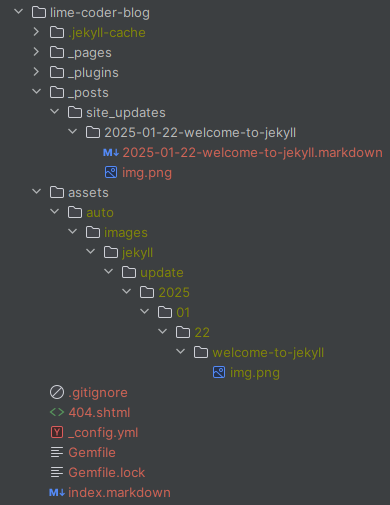 lime-coder-blog
.jekyll-cache
_pages
_plugins
_posts
site_updates
2025-01-22-welcome-to-jekyll
M↓ 2025-01-22-welcome-to-jekyll.markdown
img.png
assets
auto
images
jekyll
update
2025
01
22
welcome-to-jekyll
img.png
.gitignore
<> 404.shtml
Y _config.yml
Gemfile
Gemfile.lock
M↓ index.markdown